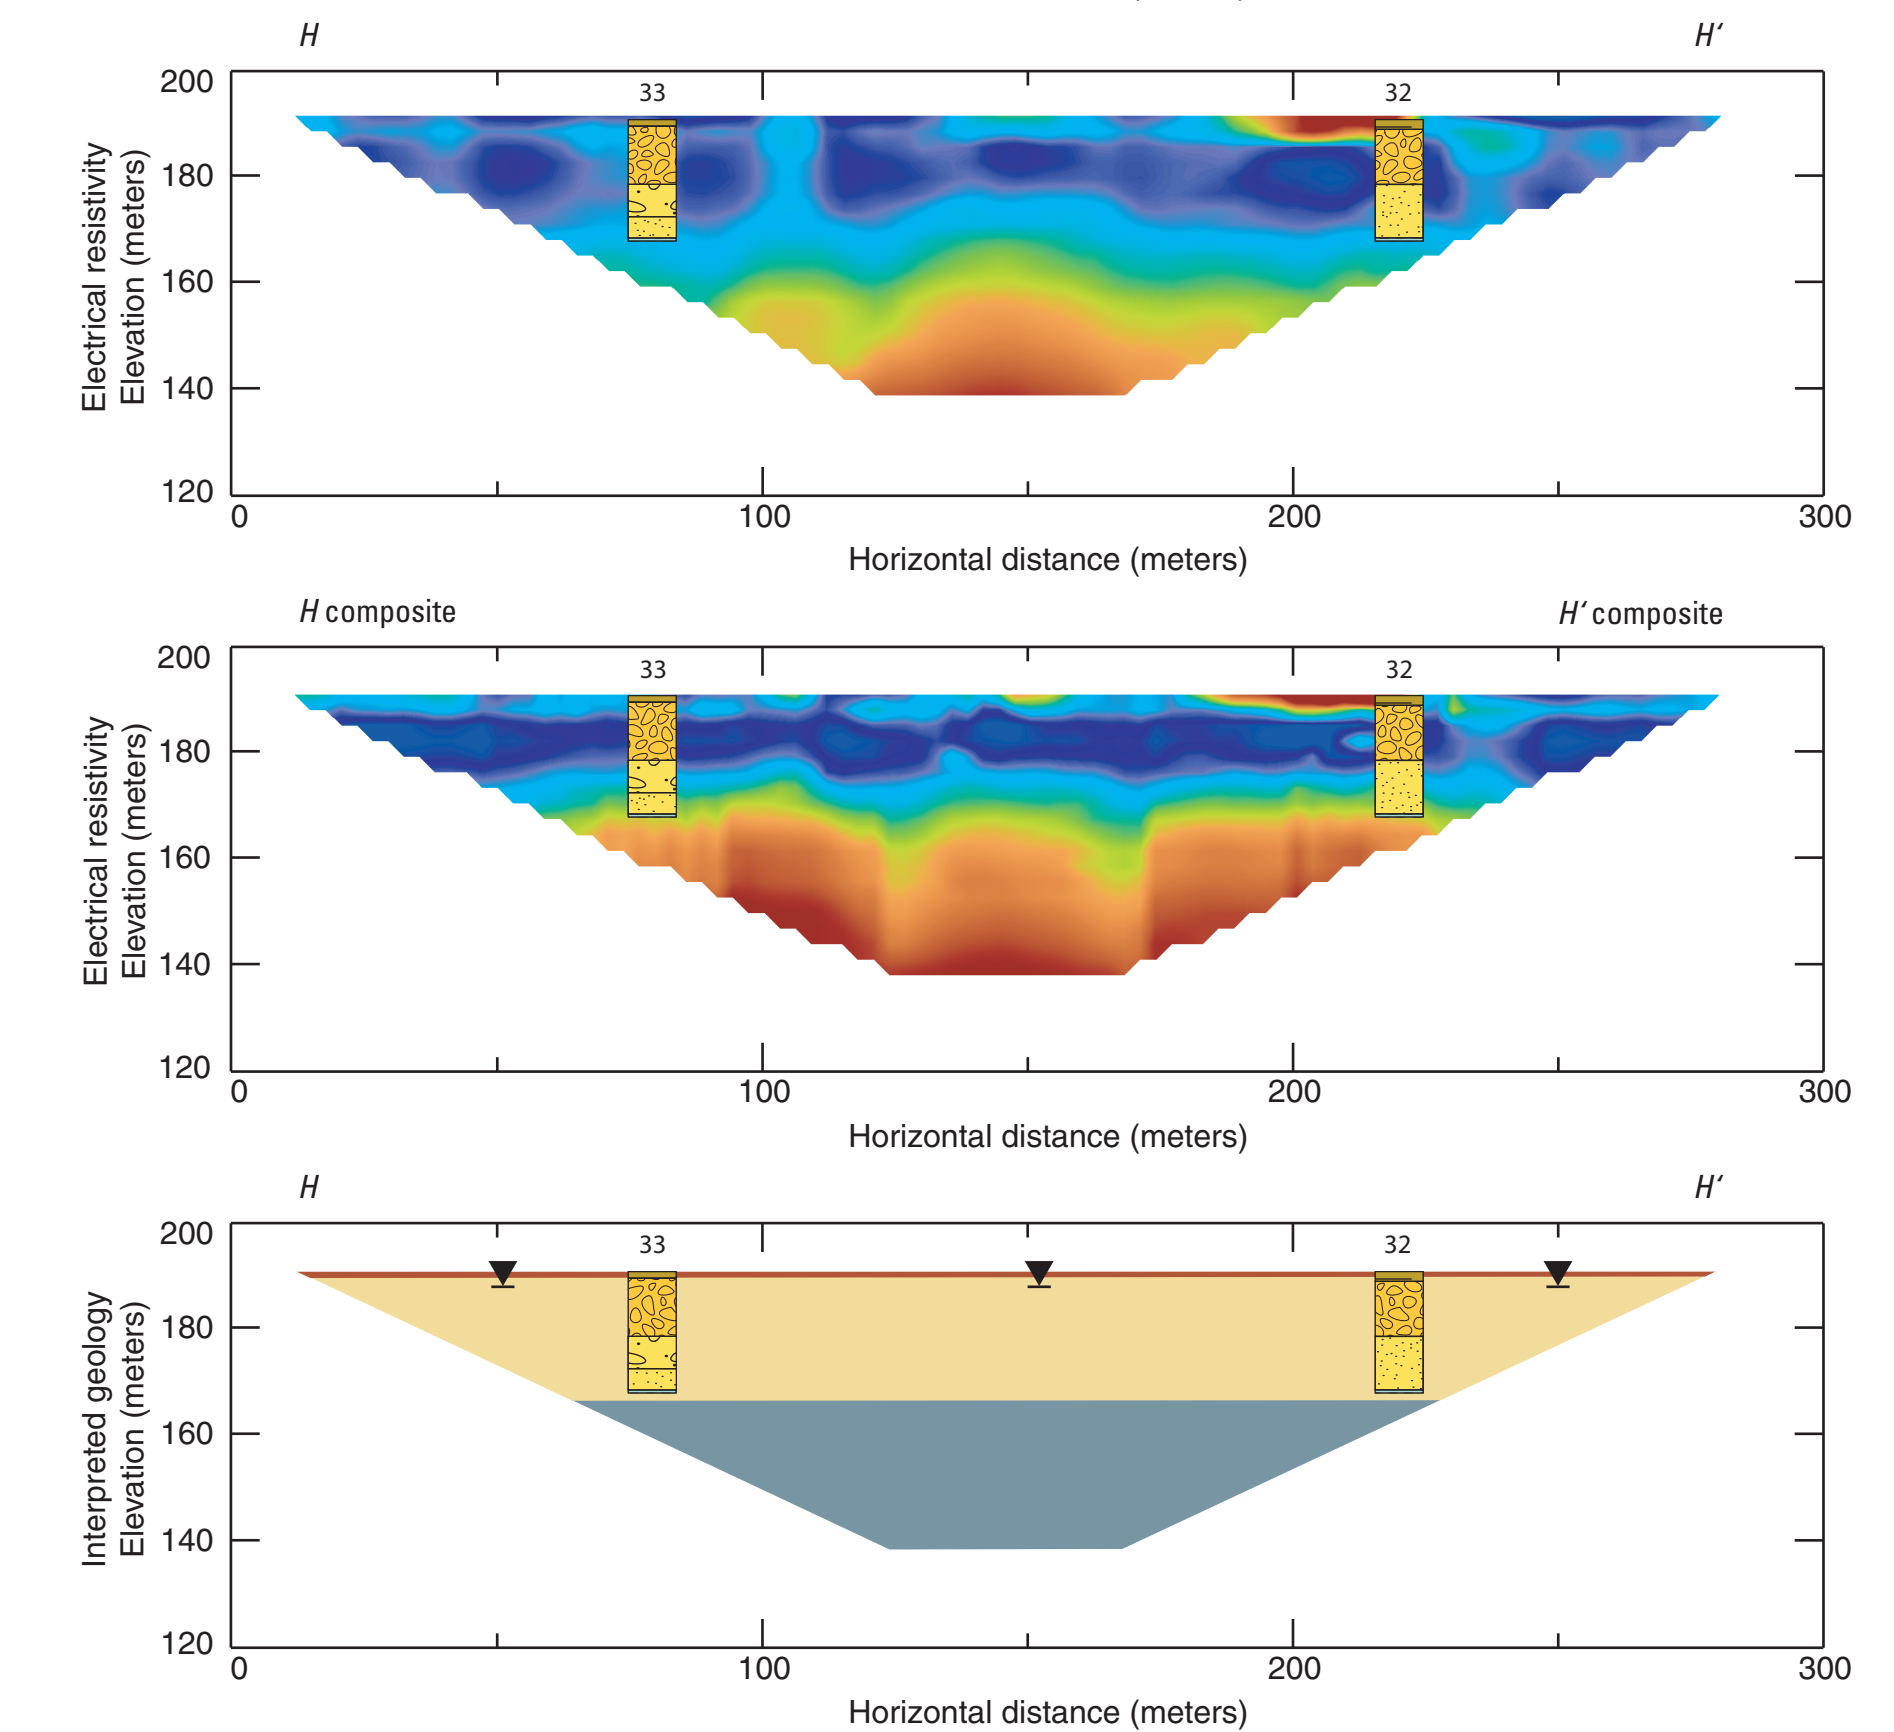 H H‘
200
33 32
180
160
140
120
Electrical resistivity
Elevation (meters)
0 100 200 300
Horizontal distance (meters)
H composite H‘ composite
200
33 32
180
160
140
120
Electrical resistivity
Elevation (meters)
0 100 200 300
Horizontal distance (meters)
H H‘
200
33 32
180
160
140
120
Interpreted geology
Elevation (meters)
0 100 200 300
Horizontal distance (meters)